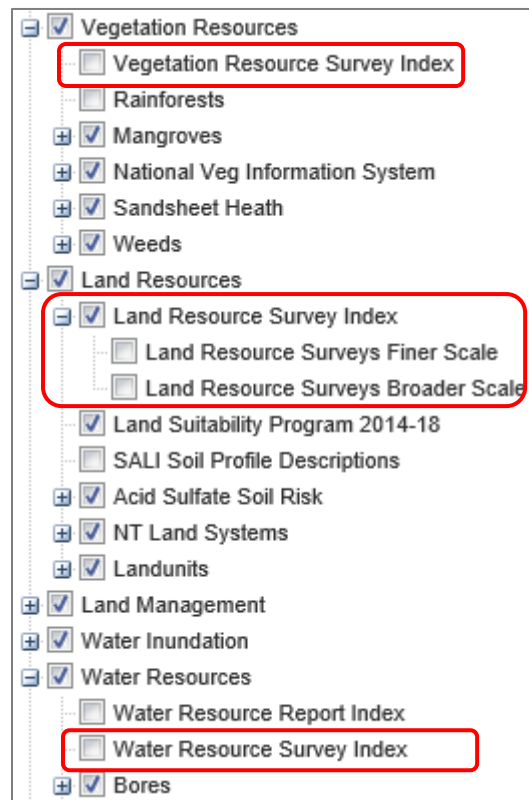 Vegetation Resources
Vegetation Resource Survey Index
Rainforests
Mangroves
National Veg Information System
Sandsheet Heath
Weeds
Land Resources
Land Resource Survey Index
Land Resource Surveys Finer Scale
Land Resource Surveys Broader Scale
Land Suitability Program 2014-18
SALI Soil Profile Descriptions
Acid Sulfate Soil Risk
NT Land Systems
Landunits
Land Management
Water Inundation
Water Resources
Water Resource Report Index
Water Resource Survey Index
Bores